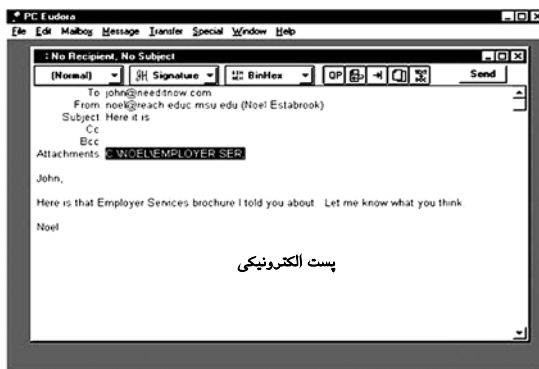 PC Eudora
File Edit Mailbox Message Transfer Special Window Help
: No Recipient, No Subject
(Normal) Signature BinHex QP Send
To john@needitnow.com
From noel@reach.educ.msu.edu (Noel Estabrook)
Subject Here it is
Cc
Bcc
Attachments C:\NOEL\EMPLOYER.SER,
John,
Here is that Employer Services brochure I told you about. Let me know what you think.
Noel
پست الکترونیکی